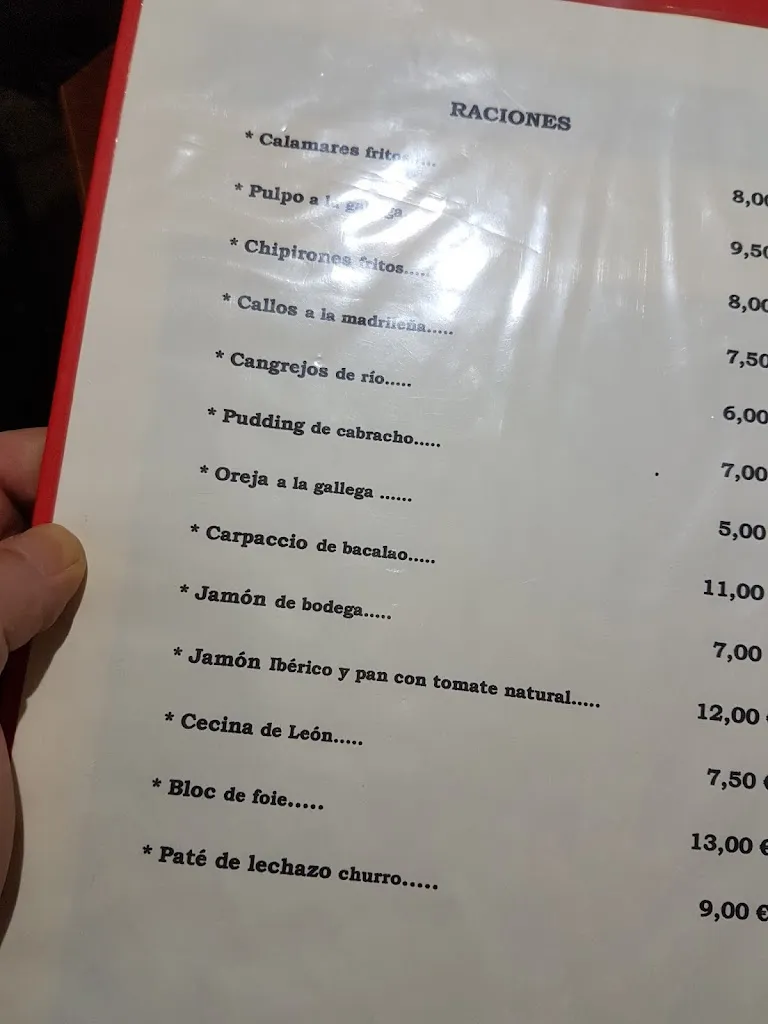 RACIONES
* Calamares fritos.... 8,00
* Pulpo a la gallega 9,50
* Chipirones fritos..... 8,00
* Callos a la madrileña..... 7,50
* Cangrejos de río..... 6,00
* Pudding de cabracho..... 7,00
* Oreja a la gallega ...... 5,00
* Carpaccio de bacalao..... 11,00
* Jamón de bodega..... 7,00
* Jamón Ibérico y pan con tomate natural..... 12,00 €
* Cecina de León..... 7,50 €
* Bloc de foie..... 13,00 €
* Paté de lechazo churro..... 9,00 €